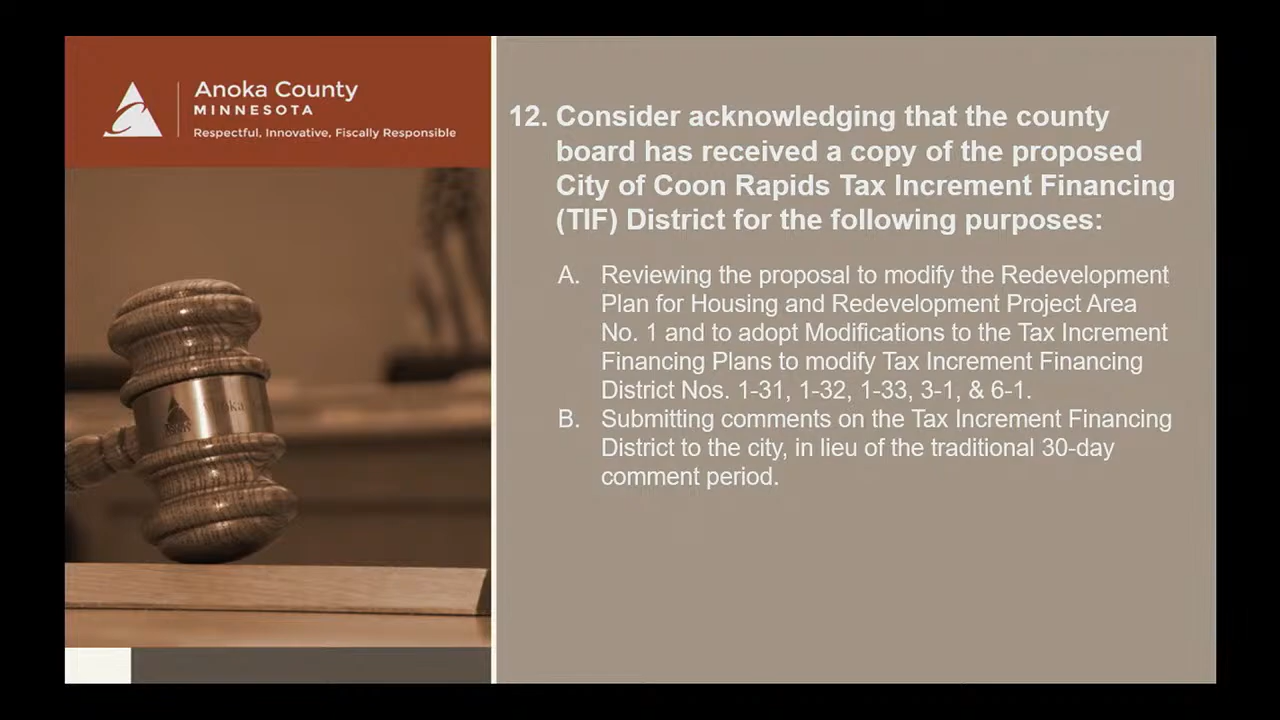 Anoka County
MINNESOTA
Respectful, Innovative, Fiscally Responsible
12. Consider acknowledging that the county
board has received a copy of the proposed
City of Coon Rapids Tax Increment Financing
(TIF) District for the following purposes:
A. Reviewing the proposal to modify the Redevelopment
Plan for Housing and Redevelopment Project Area
No. 1 and to adopt Modifications to the Tax Increment
Financing Plans to modify Tax Increment Financing
District Nos. 1-31, 1-32, 1-33, 3-1, & 6-1.
B. Submitting comments on the Tax Increment Financing
District to the city, in lieu of the traditional 30-day
comment period.